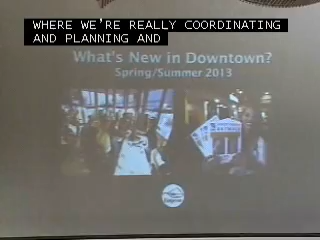 WHERE WE'RE REALLY COORDINATING
AND PLANNING AND
What's New in Downtown?
Spring/Summer 2013